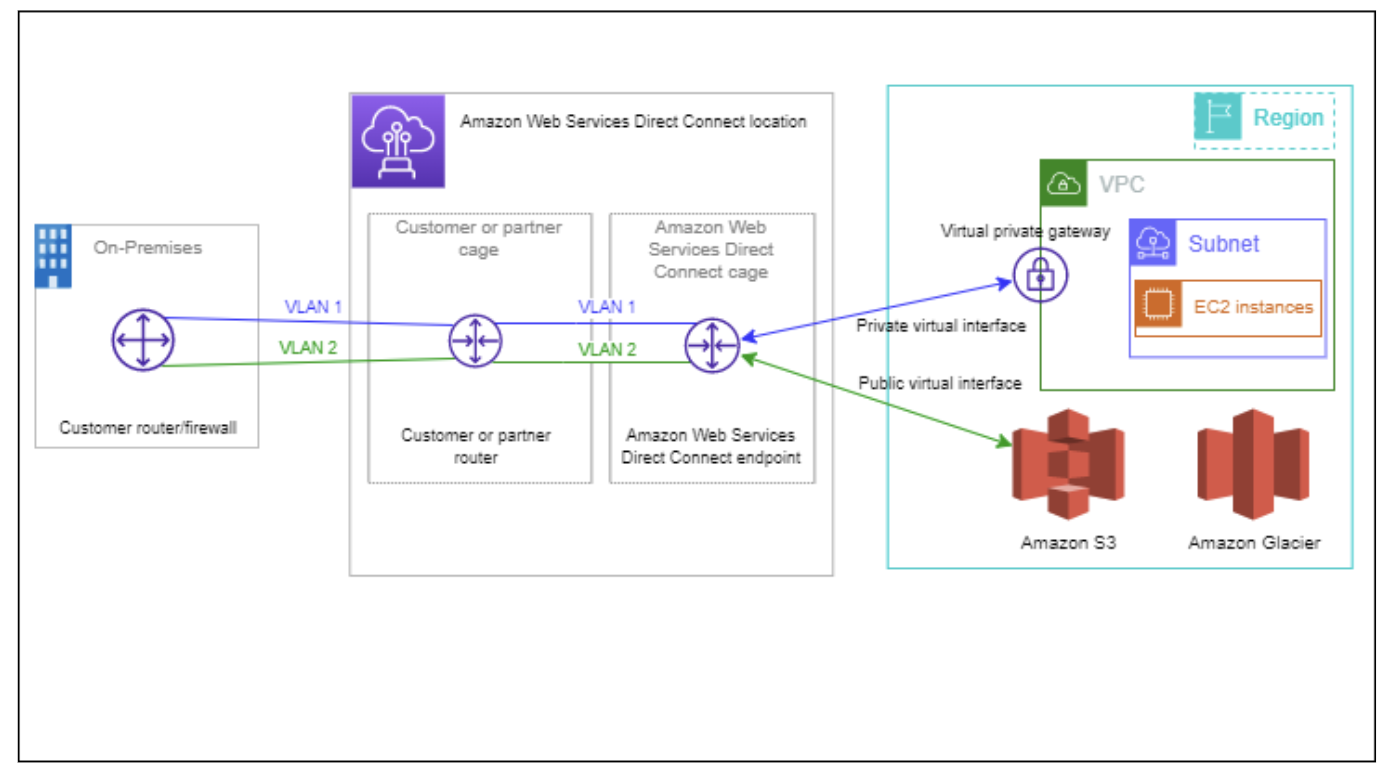 Amazon Web Services Direct Connect location
Region
VPC
On-Premises
Customer or partner
cage
Amazon Web
Services Direct
Connect cage
Virtual private gateway
Subnet
EC2 instances
VLAN 1
VLAN 1
VLAN 2
VLAN 2
Private virtual interface
Public virtual interface
Customer router/firewall
Customer or partner
router
Amazon Web Services
Direct Connect endpoint
Amazon S3
Amazon Glacier